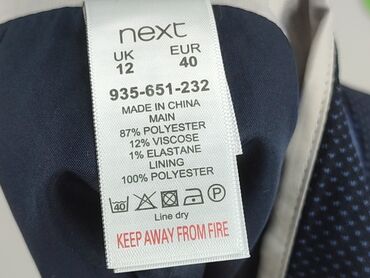 next
UK EUR
12 40
935-651-232
MADE IN CHINA
MAIN
87% POLYESTER
12% VISCOSE
1% ELASTANE
LINING
100% POLYESTER
40
Line dry
KEEP AWAY FROM FIRE